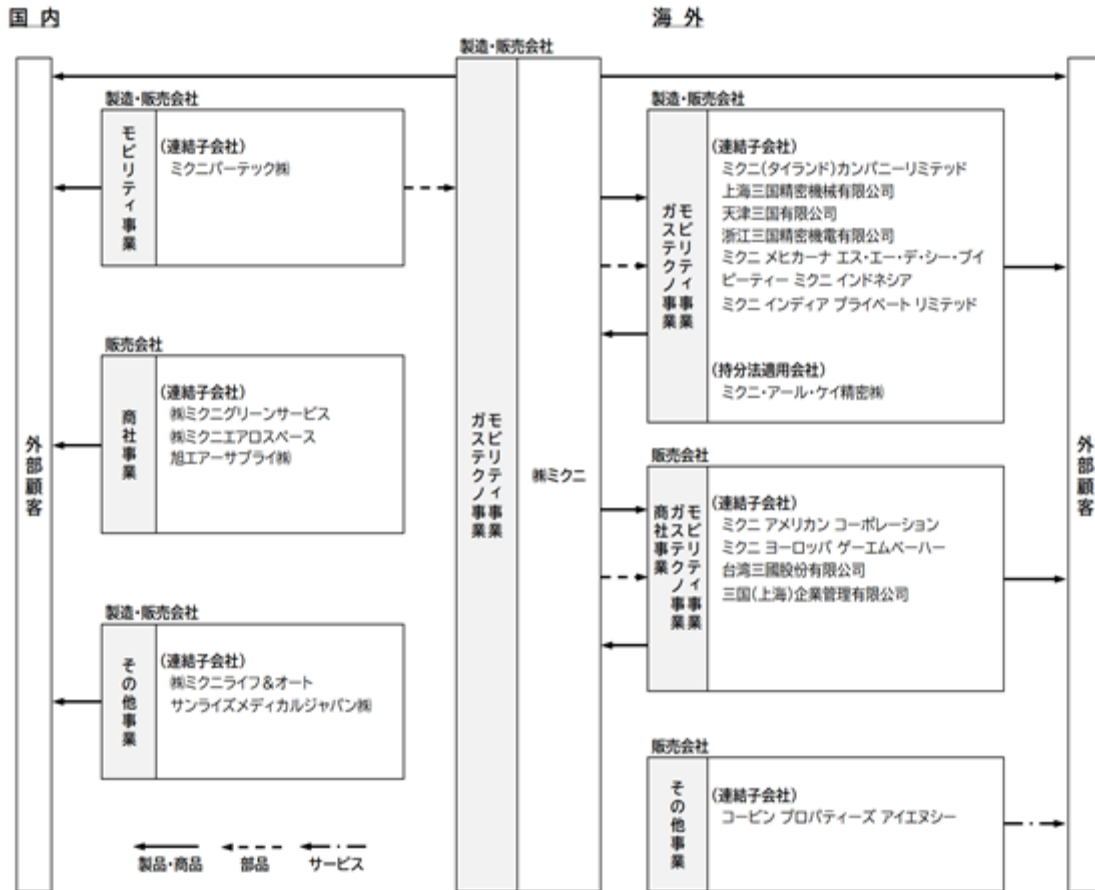 国内
海外
外部顧客
製造・販売会社
モビリティ事業
(連結子会社)
ミクニパーテック㈱
販売会社
商社事業
(連結子会社)
㈱ミクニグリーンサービス
㈱ミクニエアロスペース
旭エアーサプライ㈱
製造・販売会社
その他事業
(連結子会社)
㈱ミクニライフ&オート
サンライズメディカルジャパン㈱
製品・商品
部品
サービス
製造・販売会社
モビリティ事業
ガステクノ事業
㈱ミクニ
製造・販売会社
モビリティ事業
ガステクノ事業
(連結子会社)
ミクニ(タイランド)カンパニーリミテッド
上海三国精密機械有限公司
天津三国有限公司
浙江三国精密機電有限公司
ミクニ メヒカーナ エス・エー・デ・シー・ブイ
ピーティー ミクニ インドネシア
ミクニ インディア プライベート リミテッド
(持分法適用会社)
ミクニ・アール・ケイ精密㈱
販売会社
モビリティ事業
ガステクノ事業
商社事業
(連結子会社)
ミクニ アメリカン コーポレーション
ミクニ ヨーロッパ ゲーエムベーハー
台湾三國股份有限公司
三国(上海)企業管理有限公司
販売会社
その他事業
(連結子会社)
コービン プロパティーズ アイエヌシー
外部顧客